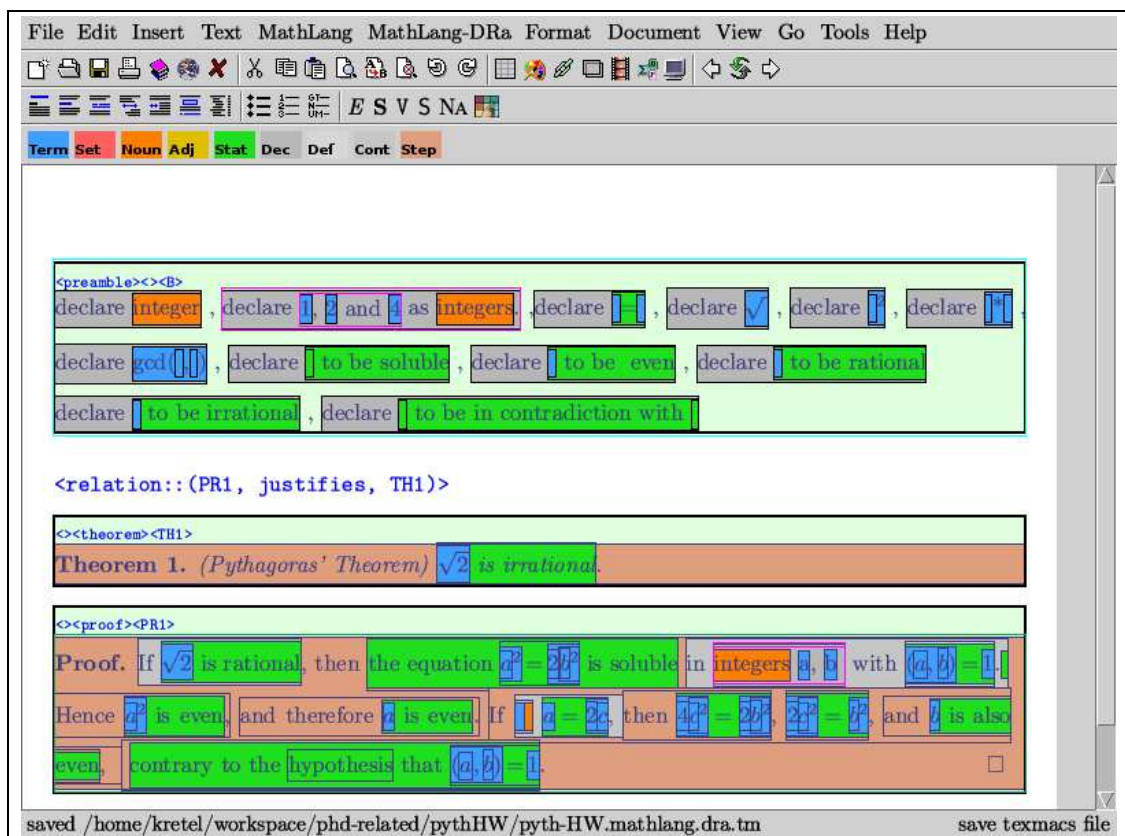 File Edit Insert Text MathLang MathLang-DRa Format Document View Go Tools Help
E S V S NA
Term Set Noun Adj Stat Dec Def Cont Step
<preamble><><B>
declare integer , declare 1, 2 and 4 as integers. ,declare = , declare √ , declare ² , declare * ,
declare gcd( , ) , declare to be soluble , declare to be even , declare to be rational
declare to be irrational , declare to be in contradiction with
<relation::(PR1, justifies, TH1)>
<><theorem><TH1>
Theorem 1. (Pythagoras' Theorem) √2 is irrational.
<><proof><PR1>
Proof. If √2 is rational, then the equation a² = 2b² is soluble in integers a, b with (a, b) = 1.
Hence a² is even, and therefore a is even. If a = 2c, then 4c² = 2b², 2c² = b², and b is also
even, contrary to the hypothesis that (a, b) = 1. □
saved /home/kretel/workspace/phd-related/pythHW/pyth-HW.mathlang.dra.tm save texmacs file